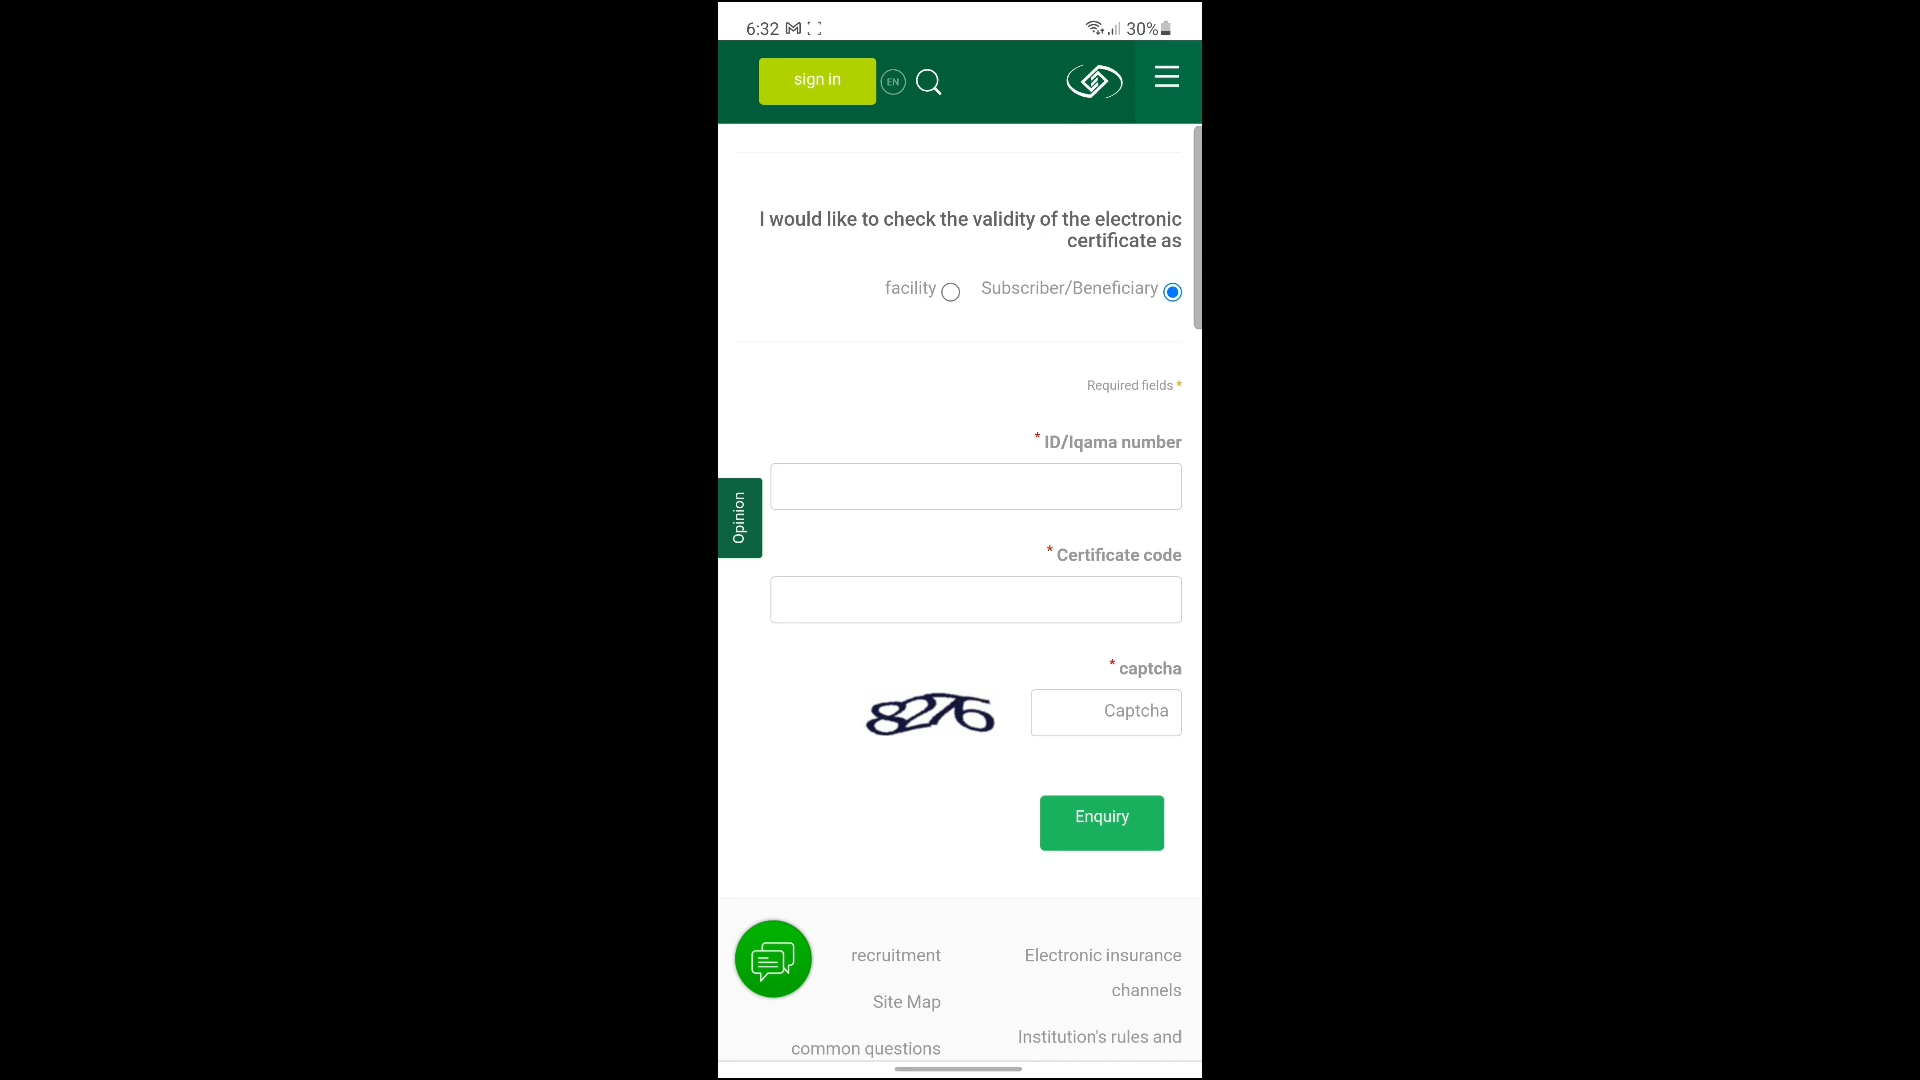 6:32 30%
sign in EN
I would like to check the validity of the electronic
certificate as
facility Subscriber/Beneficiary
Required fields *
* ID/Iqama number
Opinion
* Certificate code
* captcha
8276 Captcha
Enquiry
recruitment Electronic insurance
channels
Site Map
Institution's rules and
common questions